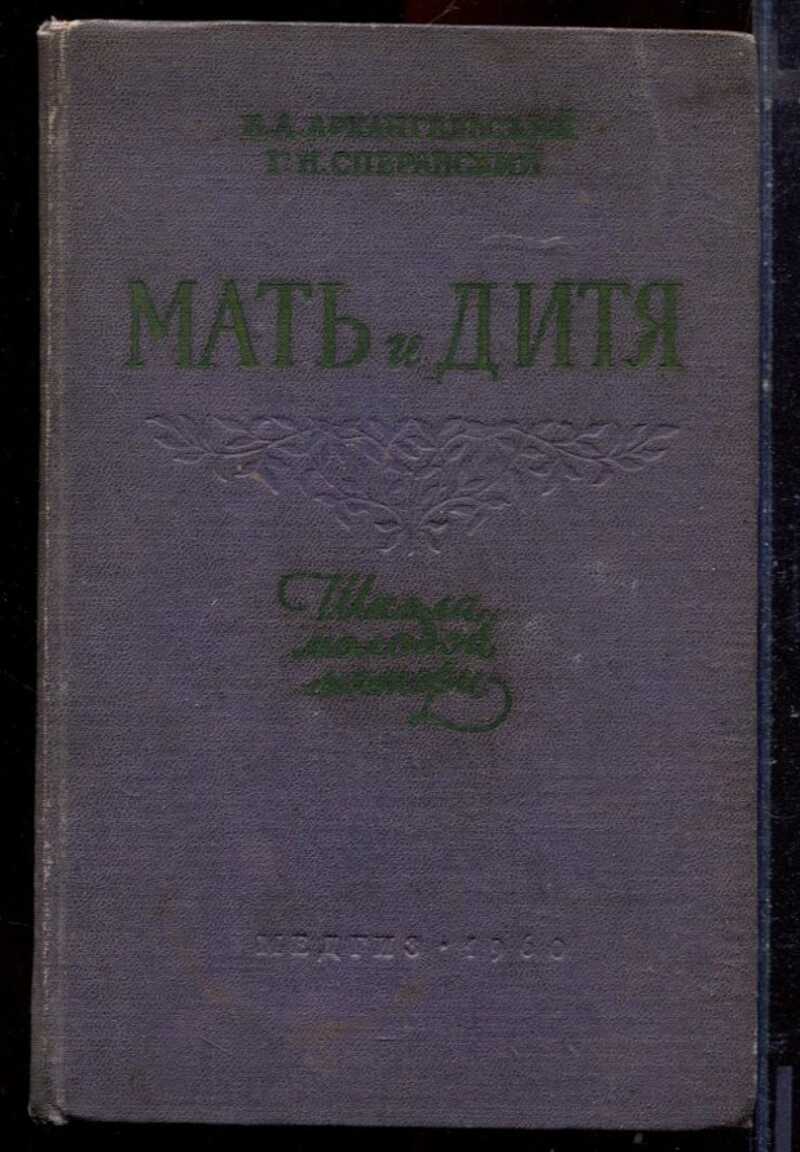 Б.А.АРХАНГЕЛЬСКИЙ
Г.Н.СПЕРАНСКИЙ
МАТЬ и ДИТЯ
Школа
молодой
матери
МЕДГИЗ·1960